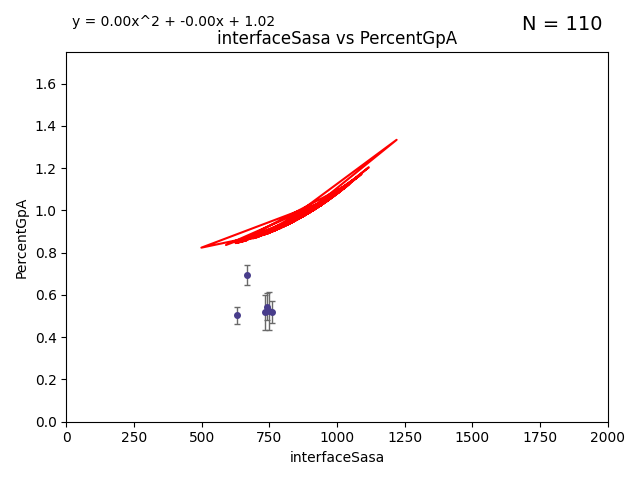 y = 0.00x^2 + -0.00x + 1.02
N = 110
interfaceSasa vs PercentGpA
1.6
1.4
1.2
1.0
0.8
0.6
0.4
0.2
0.0
PercentGpA
0 250 500 750 1000 1250 1500 1750 2000
interfaceSasa